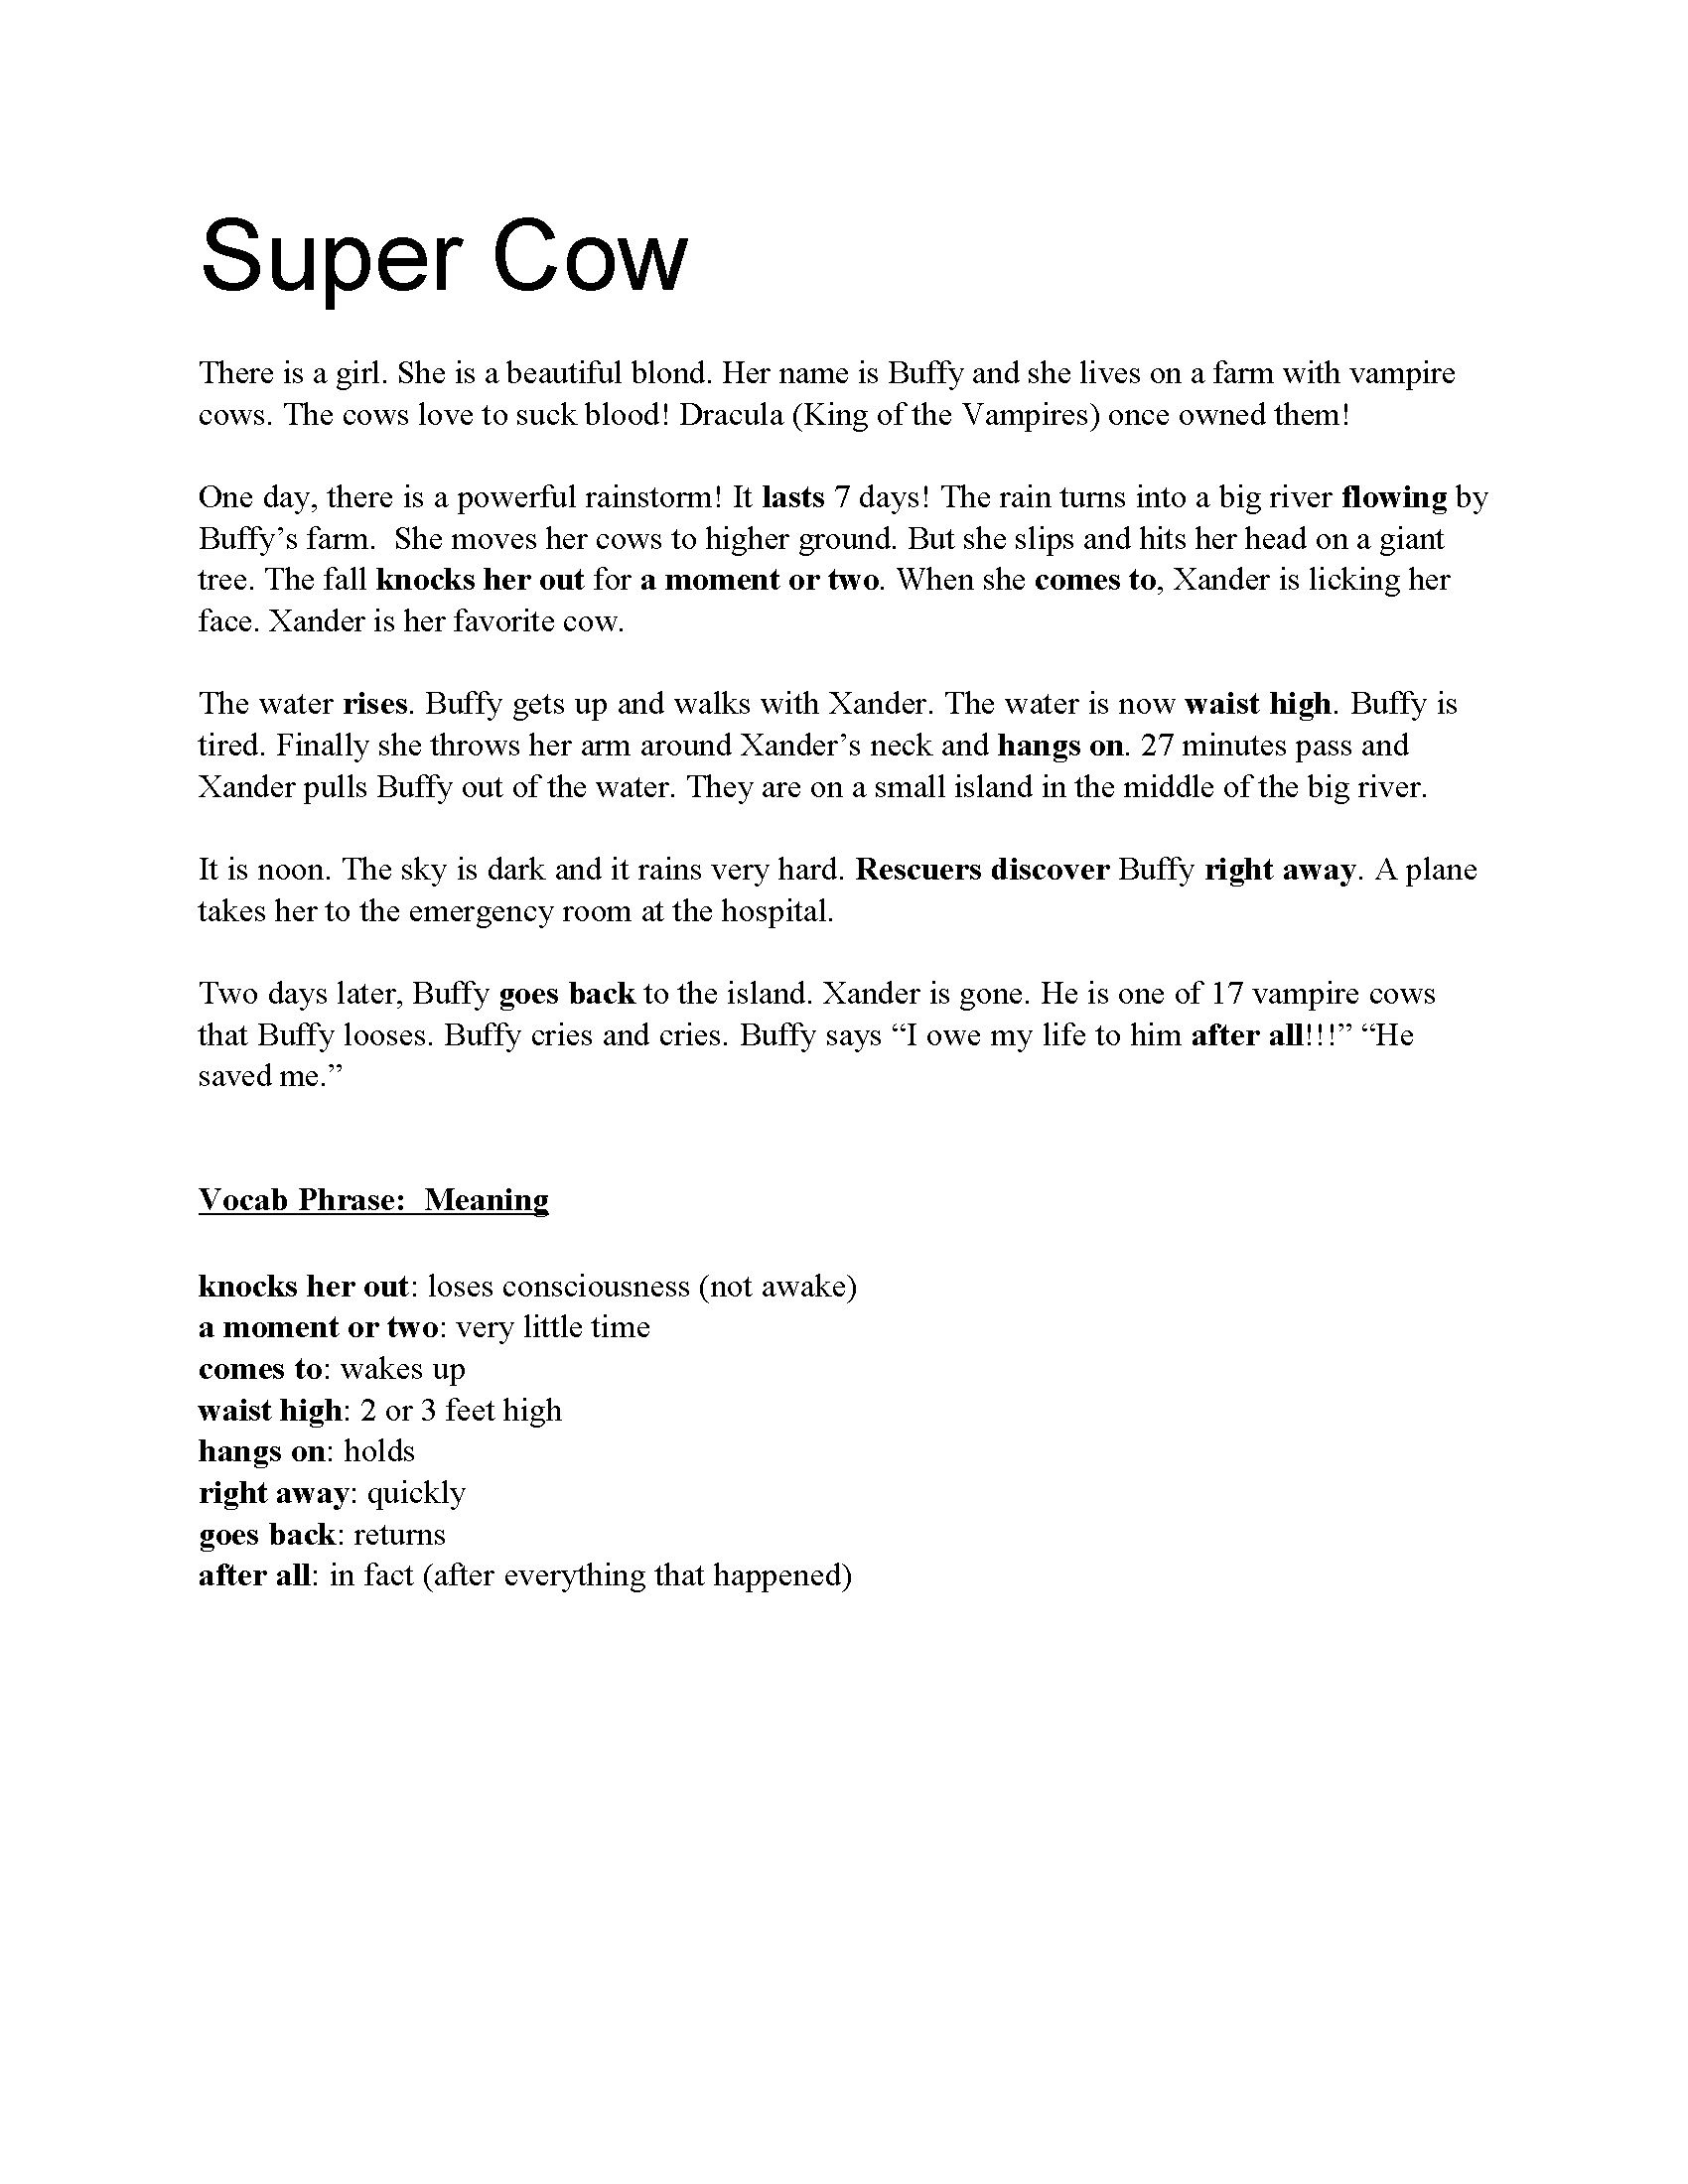 Super Cow
There is a girl. She is a beautiful blond. Her name is Buffy and she lives on a farm with vampire
cows. The cows love to suck blood! Dracula (King of the Vampires) once owned them!
One day, there is a powerful rainstorm! It lasts 7 days! The rain turns into a big river flowing by
Buffy’s farm.  She moves her cows to higher ground. But she slips and hits her head on a giant
tree. The fall knocks her out for a moment or two. When she comes to, Xander is licking her
face. Xander is her favorite cow.
The water rises. Buffy gets up and walks with Xander. The water is now waist high. Buffy is
tired. Finally she throws her arm around Xander’s neck and hangs on. 27 minutes pass and
Xander pulls Buffy out of the water. They are on a small island in the middle of the big river.
It is noon. The sky is dark and it rains very hard. Rescuers discover Buffy right away. A plane
takes her to the emergency room at the hospital.
Two days later, Buffy goes back to the island. Xander is gone. He is one of 17 vampire cows
that Buffy looses. Buffy cries and cries. Buffy says “I owe my life to him after all!!!” “He
saved me.”
Vocab Phrase:  Meaning
knocks her out: loses consciousness (not awake)
a moment or two: very little time
comes to: wakes up
waist high: 2 or 3 feet high
hangs on: holds
right away: quickly
goes back: returns
after all: in fact (after everything that happened)